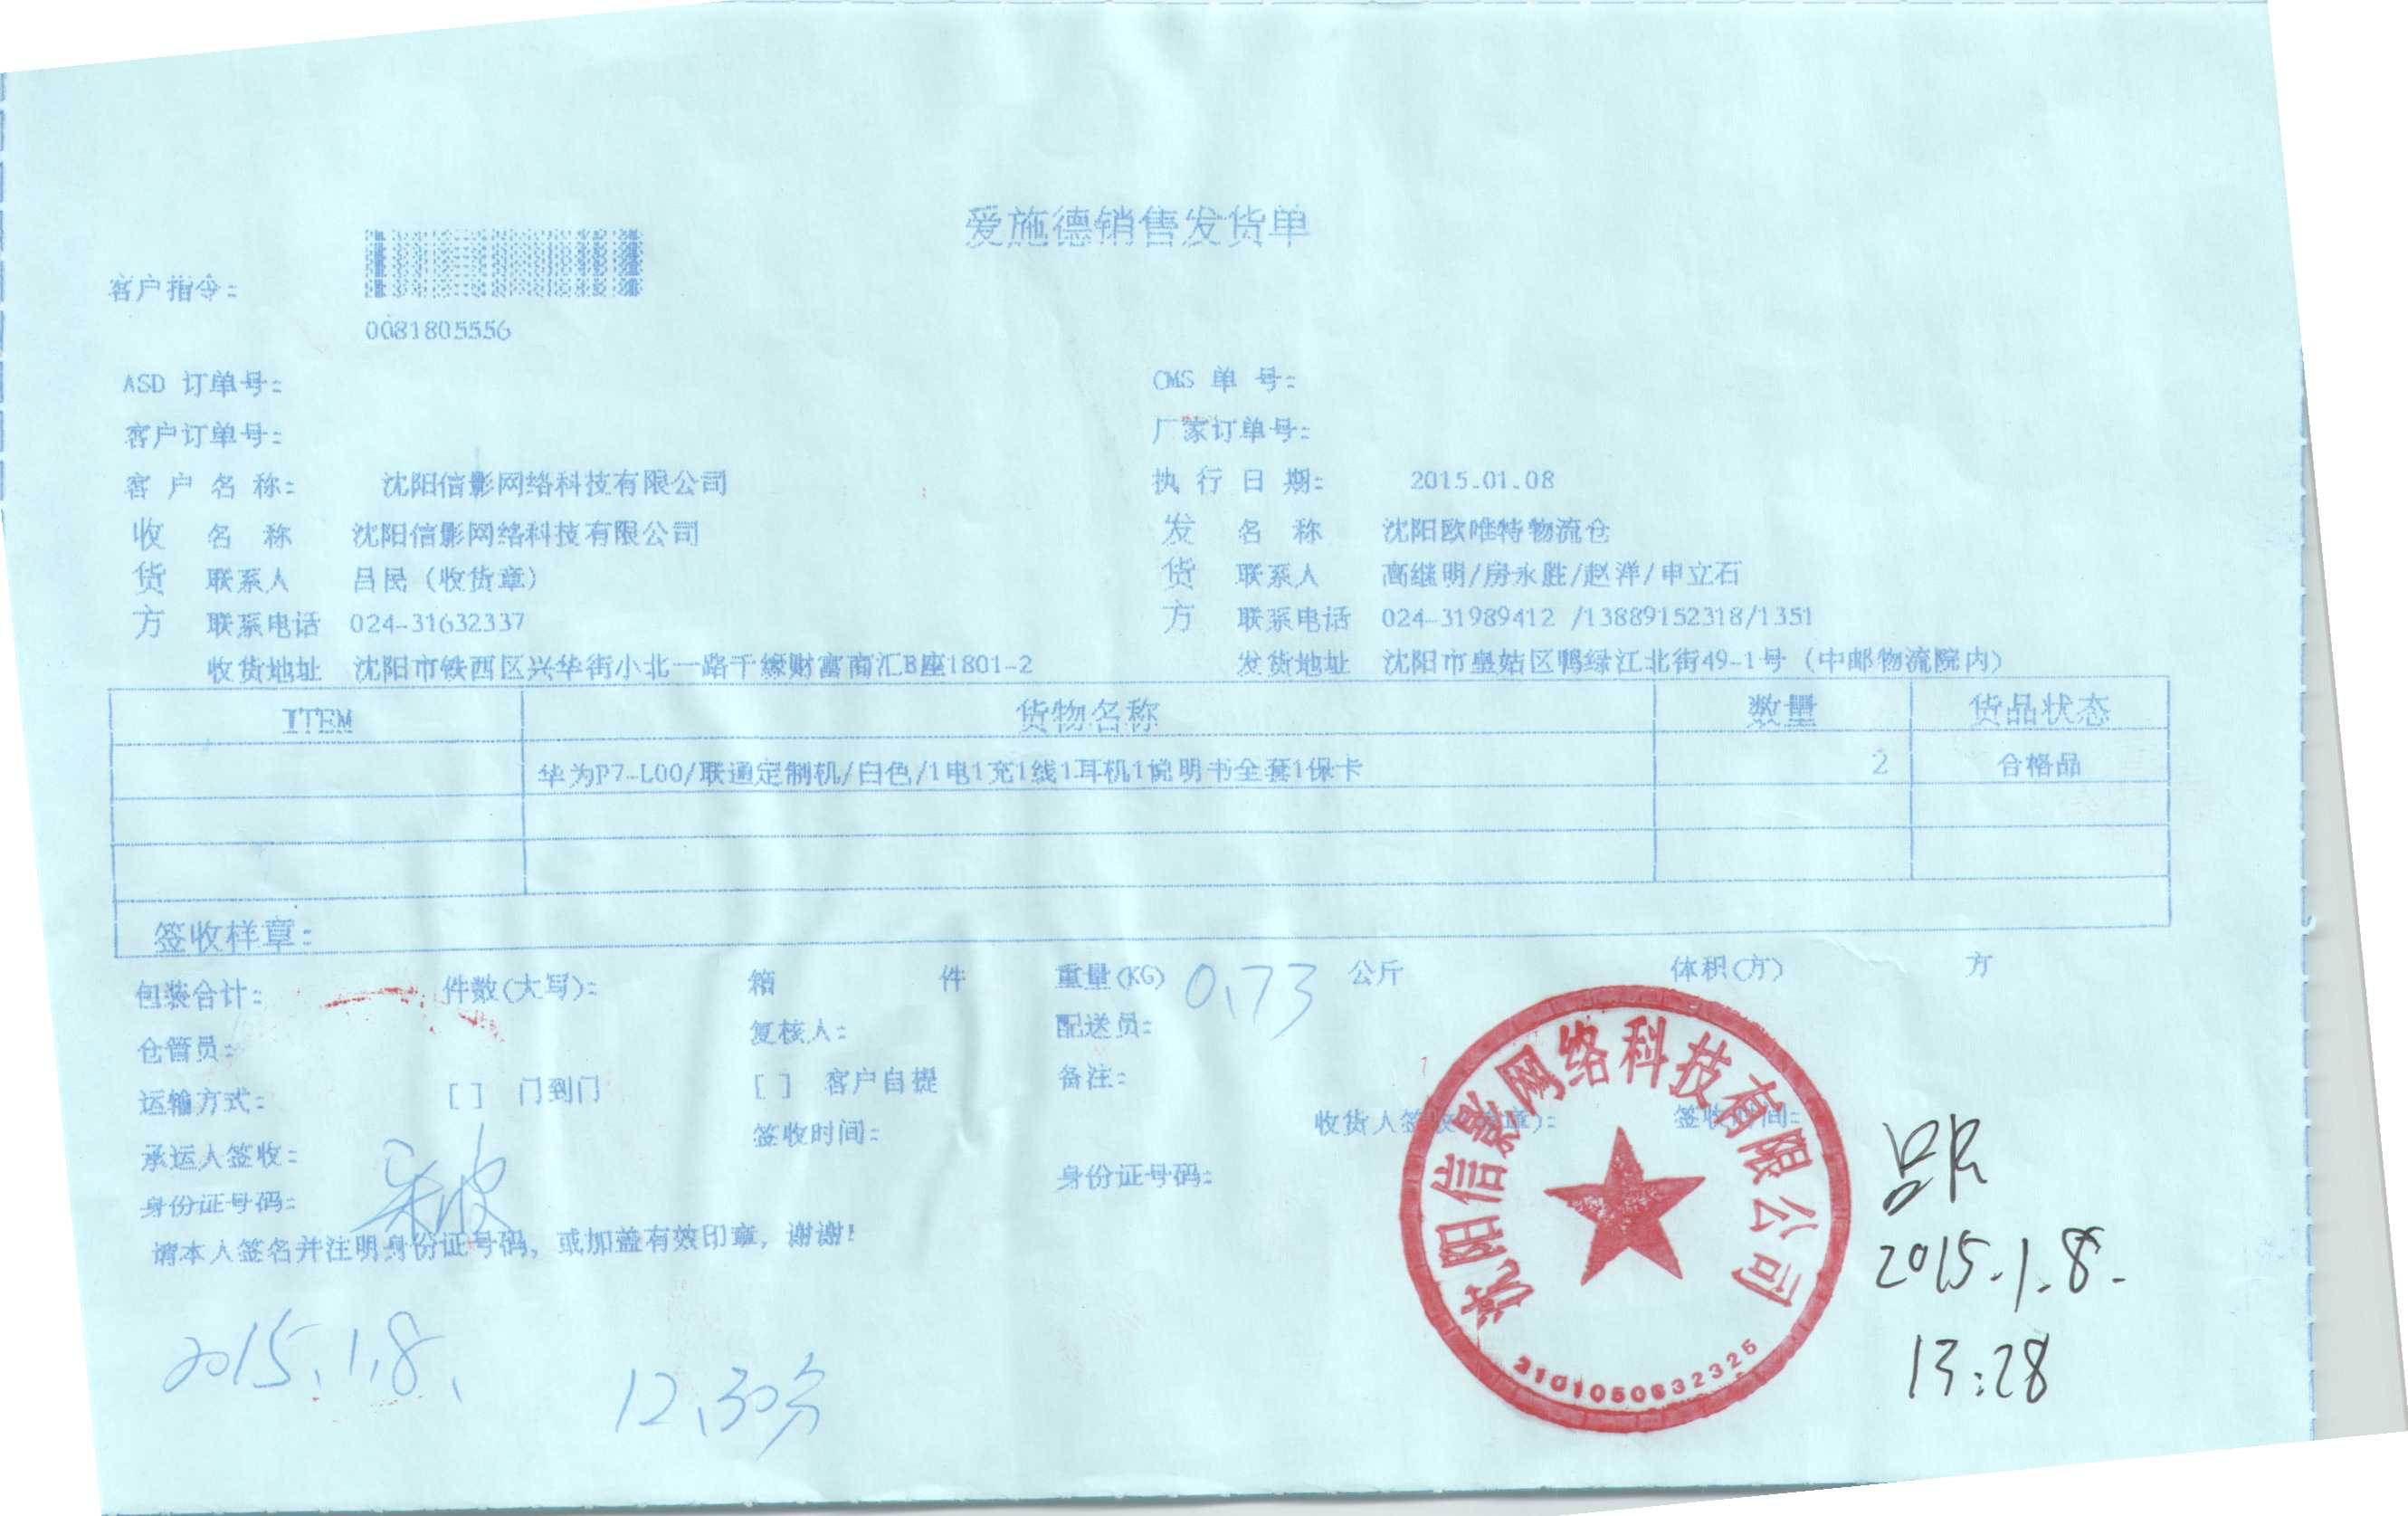 爱施德销售发货单
客户指令:
0081805556
ASD 订单号: CMS 单 号:
客户订单号: 厂家订单号:
客 户 名 称: 沈阳信影网络科技有限公司 执 行 日 期: 2015.01.08
收 名 称 沈阳信影网络科技有限公司 发 名 称 沈阳欧唯特物流仓
货 联系人 吕民（收货章） 货 联系人 高继明/房永胜/赵洋/申立石
方 联系电话 024-31632337 方 联系电话 024-31989412 /13889152318/1351
收货地址 沈阳市铁西区兴华街小北一路千缘财富商汇B座1801-2 发货地址 沈阳市皇姑区鸭绿江北街49-1号（中邮物流院内）
ITEM 货物名称 数量 货品状态
华为P7-L00/联通定制机/白色/1电1充1线1耳机1说明书全套1保卡 2 合格品
签收样章:
包装合计: 件数(大写): 箱 件 重量(KG) 0.73 公斤 体积(方) 方
仓管员: 复核人: 配送员:
运输方式: [ ] 门到门 [ ] 客户自提 备注:
承运人签收: 签收时间: 收货人签收(盖章): 签收时间:
身份证号码: 身份证号码:
请本人签名并注明身份证号码，或加盖有效印章，谢谢!
沈阳信影网络科技有限公司
2101050632325
吕民
2015.1.8.
13:28
2015.1.8.
12.30分